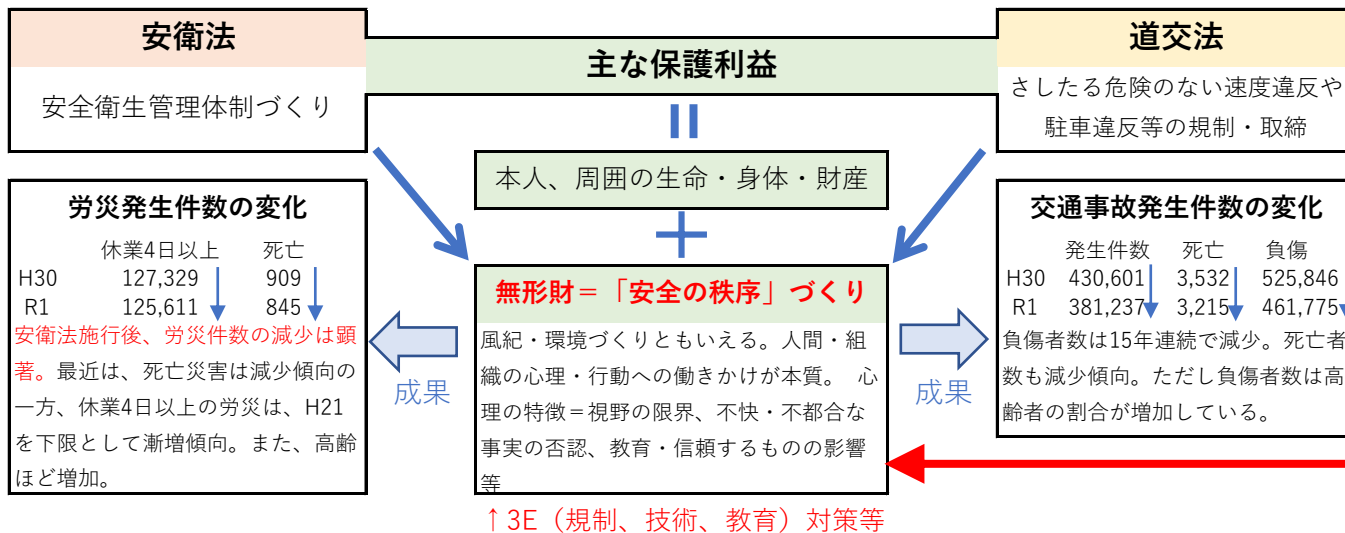 安衛法
安全衛生管理体制づくり
主な保護利益
道交法
さしたる危険のない速度違反や
駐車違反等の規制・取締
本人、周囲の生命・身体・財産
労災発生件数の変化
休業4日以上 死亡
H30 127,329 909
R1 125,611 845
安衛法施行後、労災件数の減少は顕
著。最近は、死亡災害は減少傾向の
一方、休業4日以上の労災は、H21
を下限として漸増傾向。また、高齢
ほど増加。
成果
無形財＝「安全の秩序」づくり
風紀・環境づくりともいえる。人間・組
織の心理・行動への働きかけが本質。 心
理の特徴＝視野の限界、不快・不都合な
事実の否認、教育・信頼するものの影響
等
↑3E（規制、技術、教育）対策等
成果
交通事故発生件数の変化
発生件数 死亡 負傷
H30 430,601 3,532 525,846
R1 381,237 3,215 461,775
負傷者数は15年連続で減少。死亡者
数も減少傾向。ただし負傷者数は高
齢者の割合が増加している。